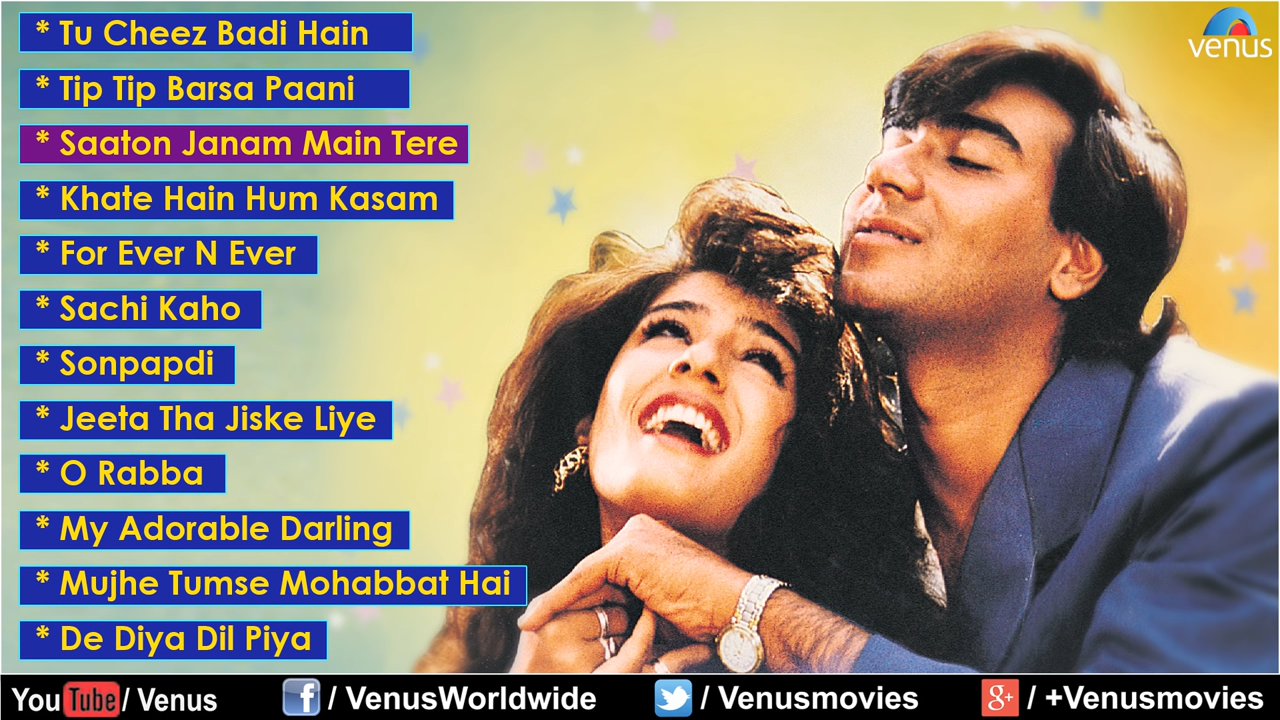 * Tu Cheez Badi Hain
* Tip Tip Barsa Paani
* Saaton Janam Main Tere
* Khate Hain Hum Kasam
* For Ever N Ever
* Sachi Kaho
* Sonpapdi
* Jeeta Tha Jiske Liye
* O Rabba
* My Adorable Darling
* Mujhe Tumse Mohabbat Hai
* De Diya Dil Piya
venus
You Tube / Venus f / VenusWorldwide / Venusmovies g+ / +Venusmovies